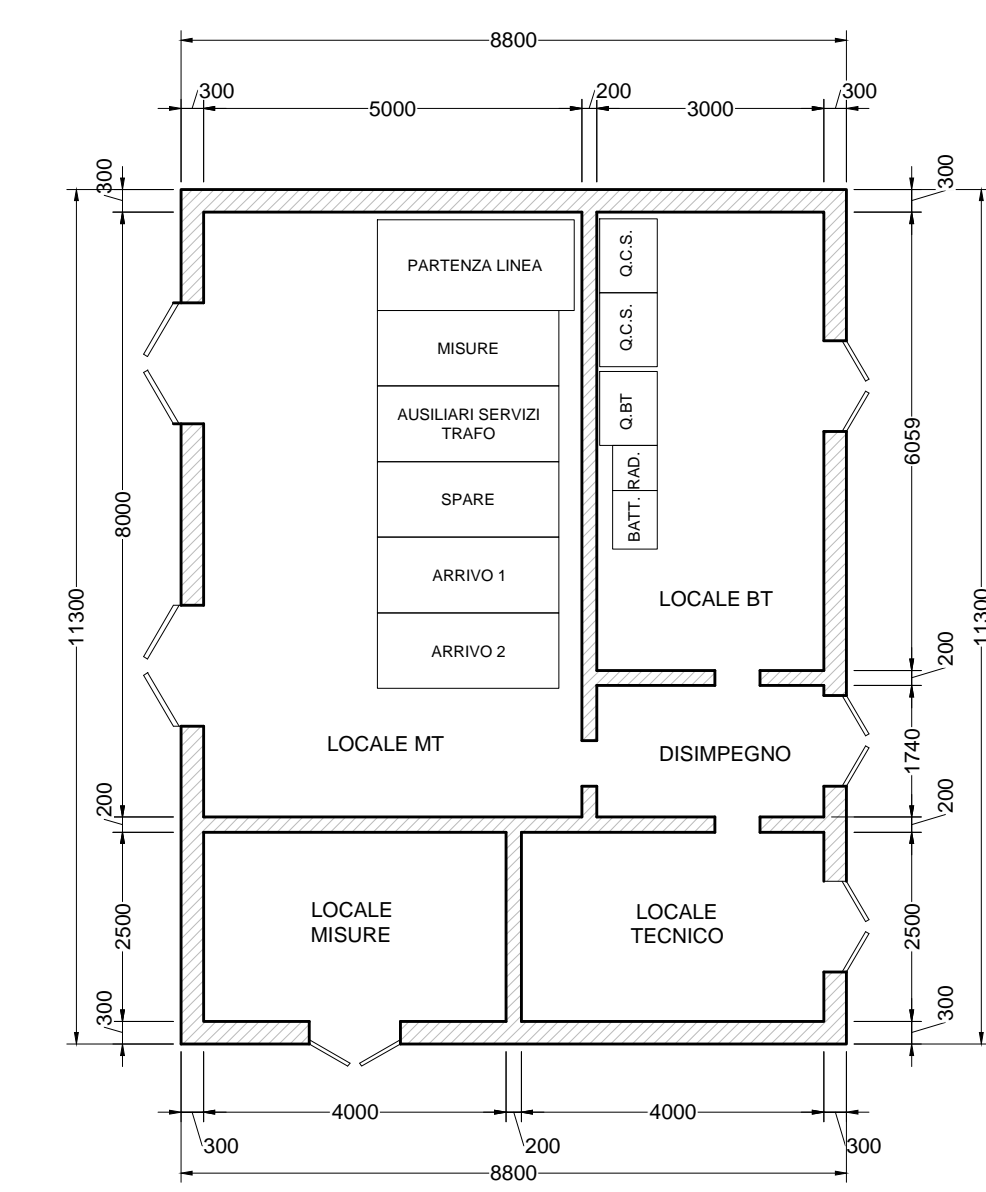 8800
300
5000
200
3000
300
300
300
PARTENZA LINEA
Q.C.S.
MISURE
Q.C.S.
AUSILIARI SERVIZI
TRAFO
Q.BT
6059
RAD.
SPARE
BATT.
8000
ARRIVO 1
LOCALE BT
11300
11300
ARRIVO 2
200
LOCALE MT
DISIMPEGNO
1740
200
200
LOCALE
MISURE
LOCALE
TECNICO
2500
2500
300
300
4000
4000
300
200
300
8800